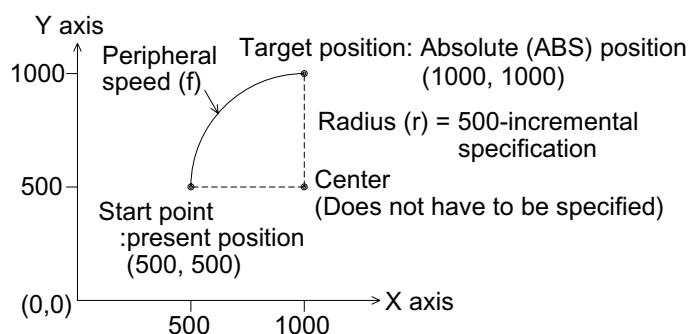 Y axis
Peripheral
speed (f)
Target position: Absolute (ABS) position
(1000, 1000)
1000
Radius (r) = 500-incremental
specification
500
Center
(Does not have to be specified)
Start point
:present position
(500, 500)
(0,0)
X axis
500
1000